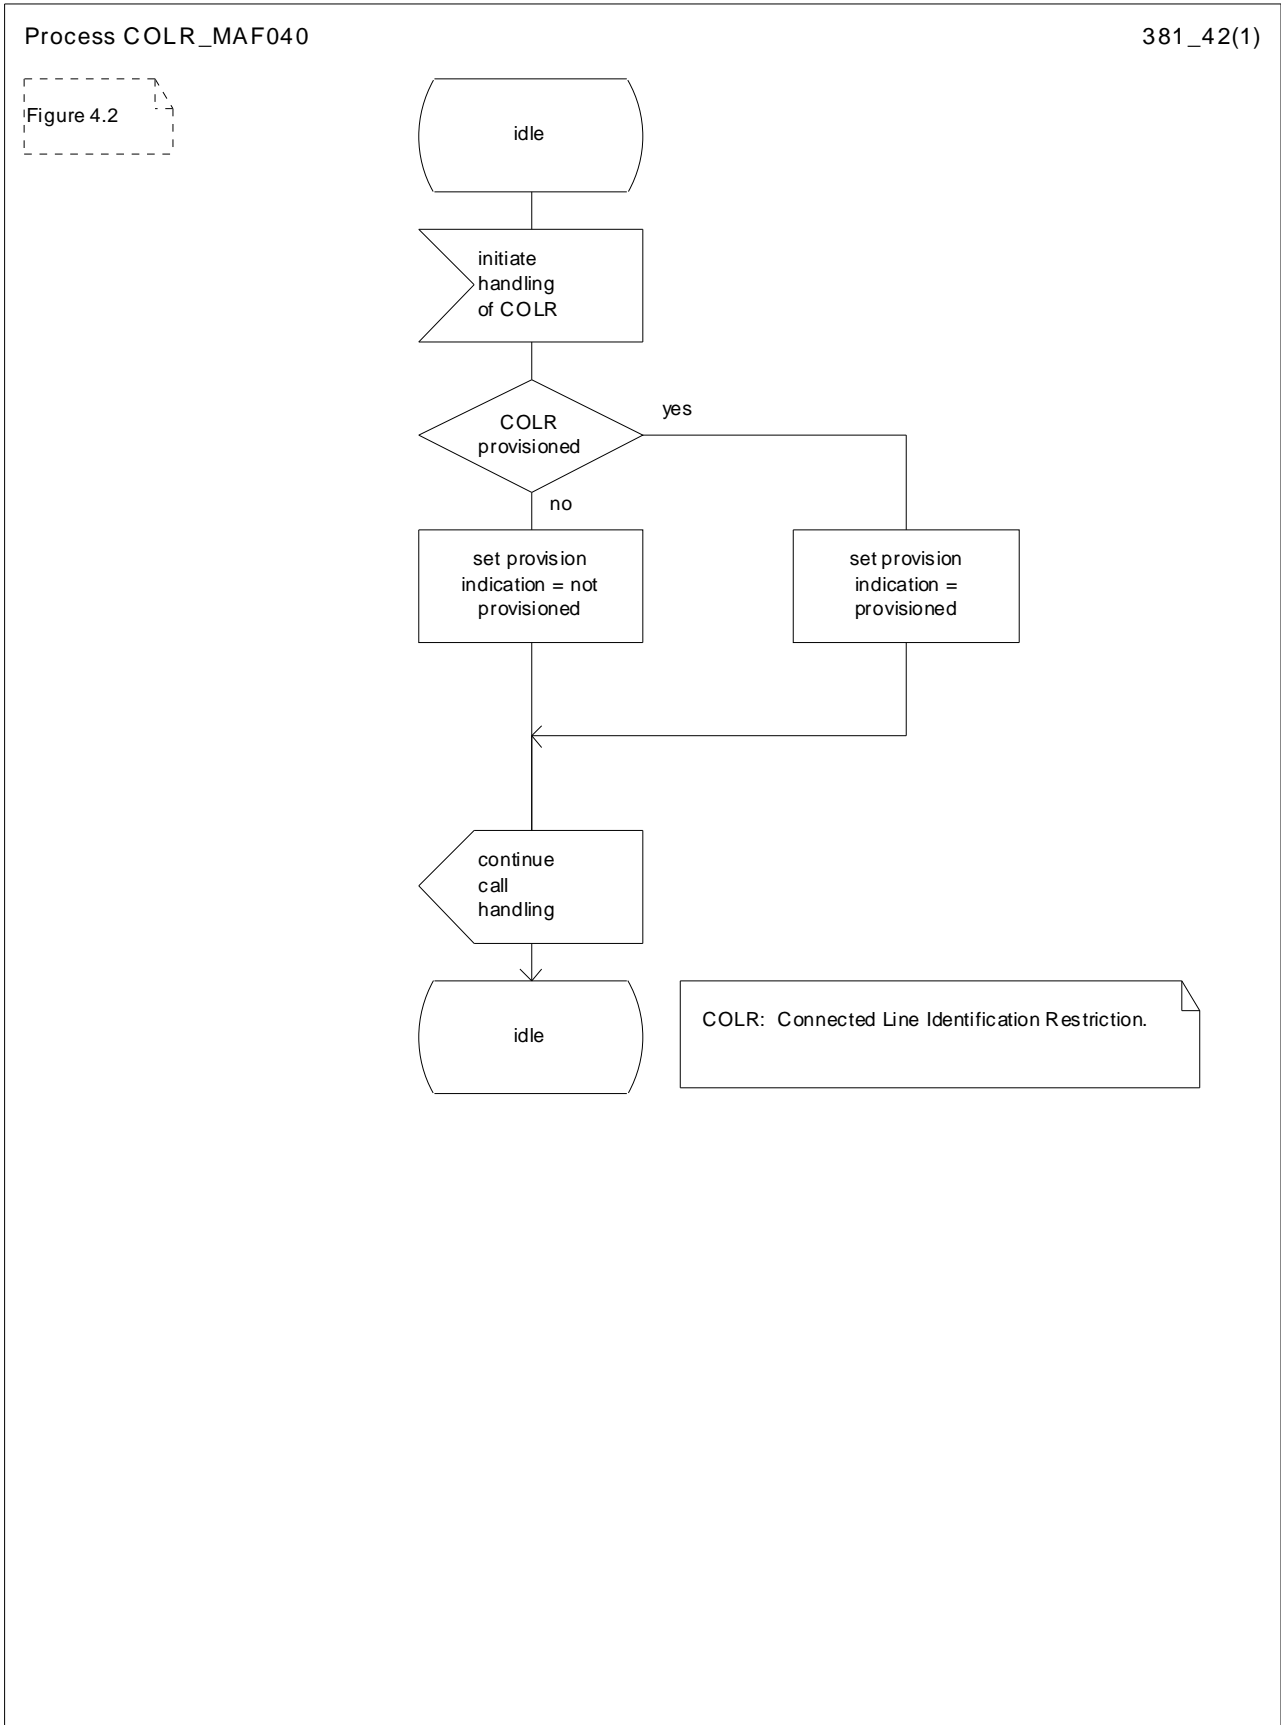 Process COLR_MAF040
381_42(1)
Figure 4.2
idle
initiate
handling
of COLR
COLR
provisioned
yes
no
set provision
indication = not
provisioned
set provision
indication =
provisioned
continue
call
handling
idle
COLR: Connected Line Identification Restriction.